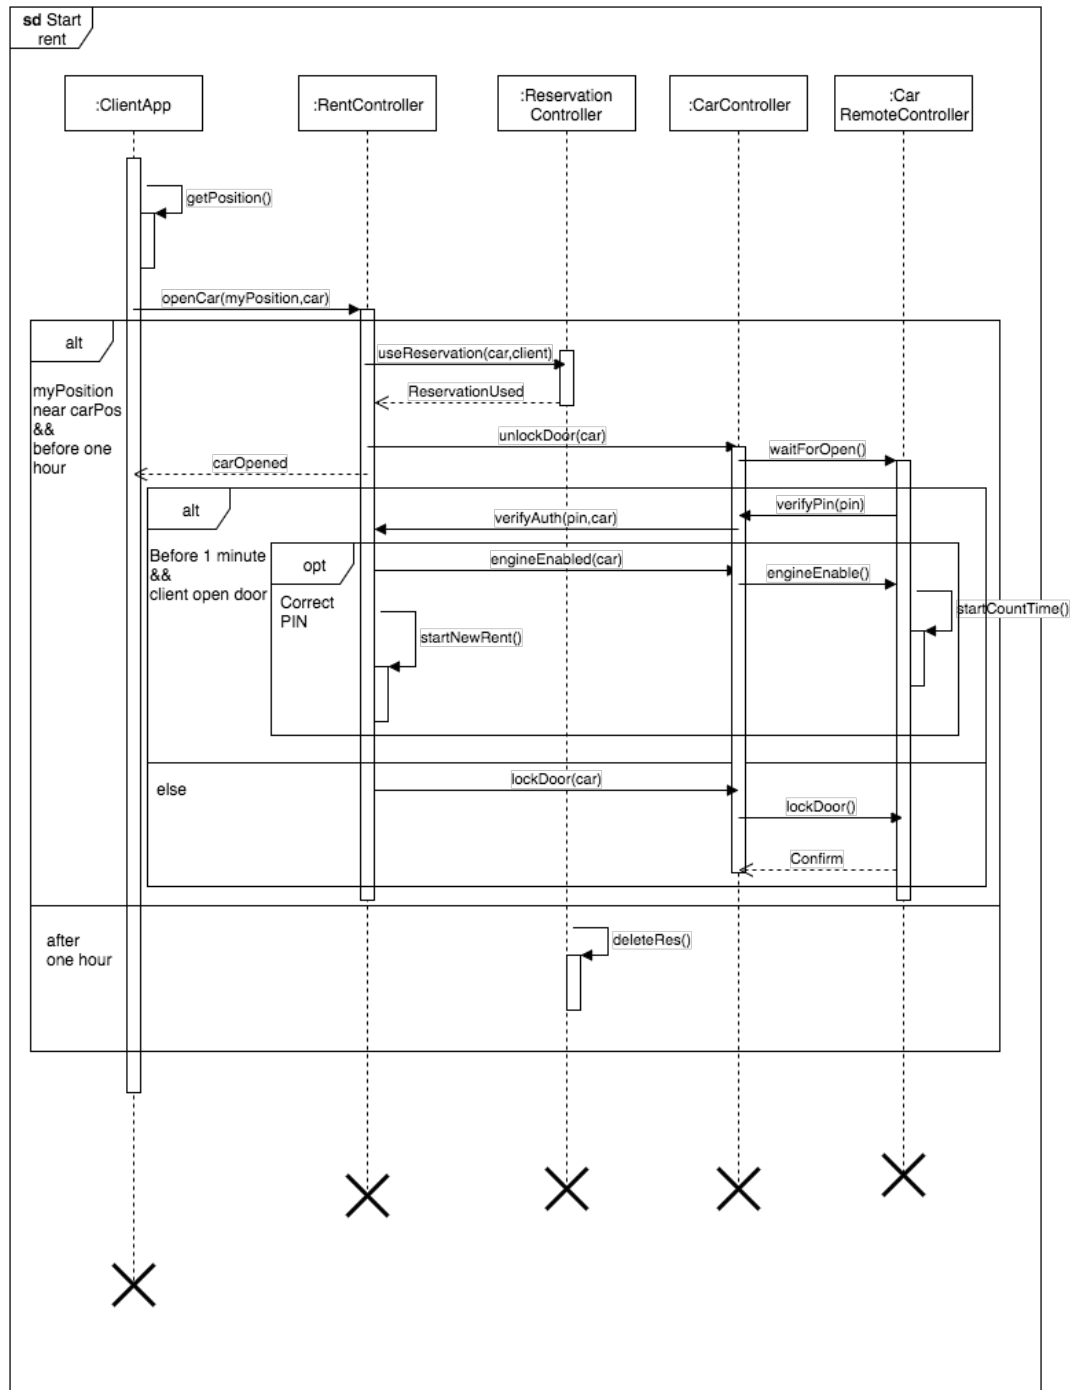 sd Start
rent
:ClientApp
:RentController
:Reservation
Controller
:CarController
:Car
RemoteController
getPosition()
openCar(myPosition,car)
alt
myPosition
near carPos
&&
before one
hour
useReservation(car,client)
ReservationUsed
unlockDoor(car)
waitForOpen()
carOpened
alt
verifyPin(pin)
verifyAuth(pin,car)
Before 1 minute
&&
client open door
opt
Correct
PIN
engineEnabled(car)
engineEnable()
startCountTime()
startNewRent()
else
lockDoor(car)
lockDoor()
Confirm
after
one hour
deleteRes()